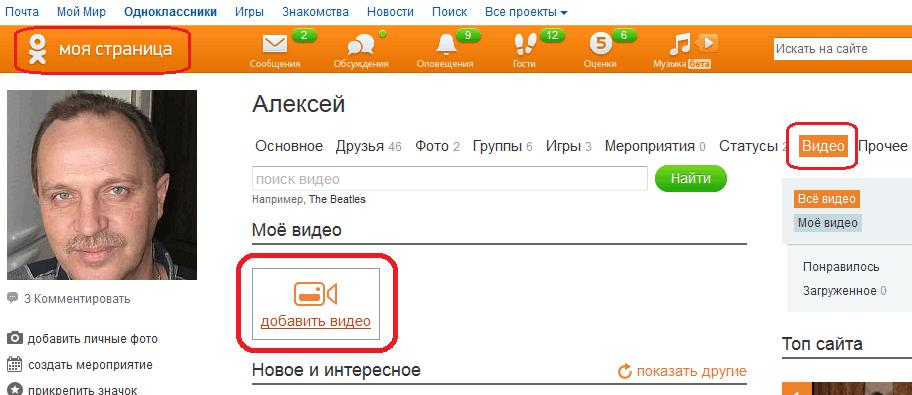 Почта Мой Мир Одноклассники Игры Знакомства Новости Поиск Все проекты
моя страница
2 9 12 5 6
Сообщения Обсуждения Оповещения Гости Оценки Музыка бета
Искать на сайте
Алексей
Основное Друзья 46 Фото 2 Группы 6 Игры 3 Мероприятия 0 Статусы 2 Видео Прочее
поиск видео Найти
Например, The Beatles
Всё видео
Моё видео
Понравилось
Загруженное 0
Моё видео
добавить видео
3 Комментировать
добавить личные фото
создать мероприятие
прикрепить значок
Новое и интересное показать другие
Топ сайта
1